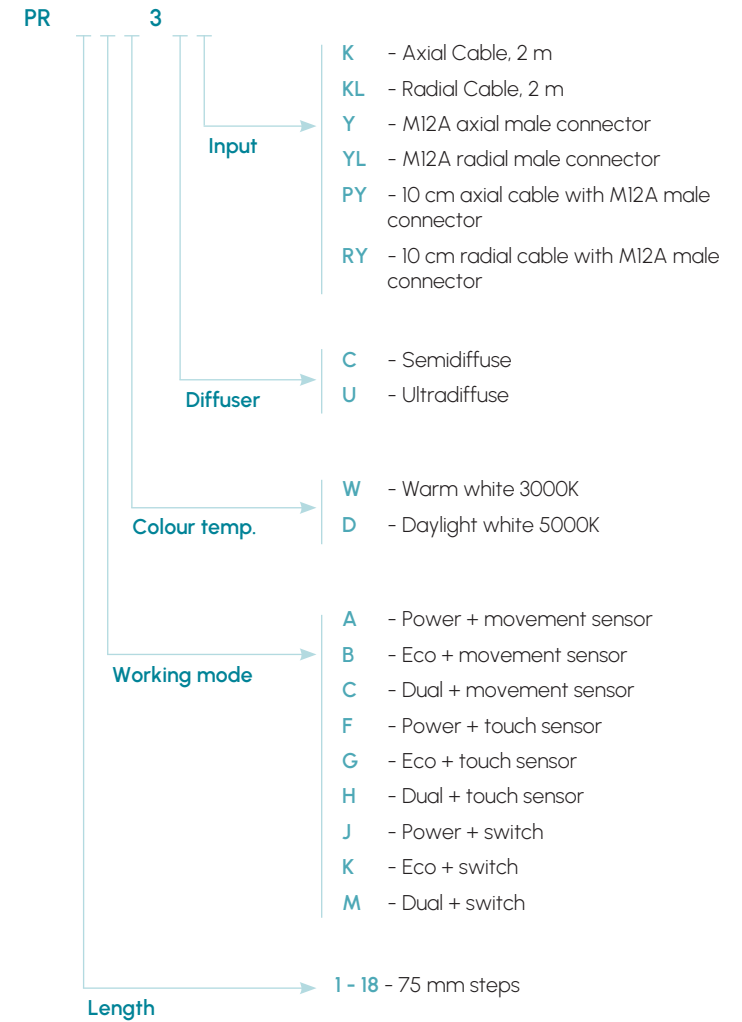 PR 3
K - Axial Cable, 2 m
KL - Radial Cable, 2 m
Y - M12A axial male connector
Input
YL - M12A radial male connector
PY - 10 cm axial cable with M12A male
connector
RY - 10 cm radial cable with M12A male
connector
C - Semidiffuse
Diffuser
U - Ultradiffuse
W - Warm white 3000K
Colour temp.
D - Daylight white 5000K
A - Power + movement sensor
B - Eco + movement sensor
Working mode
C - Dual + movement sensor
F - Power + touch sensor
G - Eco + touch sensor
H - Dual + touch sensor
J - Power + switch
K - Eco + switch
M - Dual + switch
1 - 18 - 75 mm steps
Length